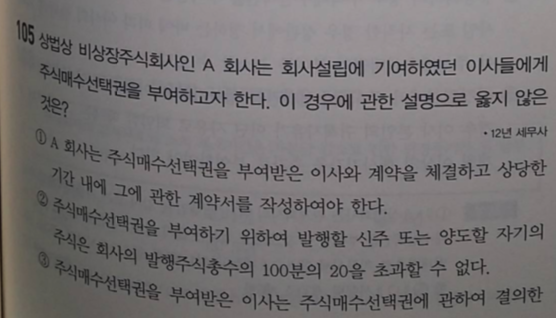 105 상법상 비상장주식회사인 A 회사는 회사설립에 기여하였던 이사들에게
주식매수선택권을 부여하고자 한다. 이 경우에 관한 설명으로 옳지 않은
것은?
• 12년 세무사
① A 회사는 주식매수선택권을 부여받은 이사와 계약을 체결하고 상당한
기간 내에 그에 관한 계약서를 작성하여야 한다.
② 주식매수선택권을 부여하기 위하여 발행할 신주 또는 양도할 자기의
주식은 회사의 발행주식총수의 100분의 20을 초과할 수 없다.
③ 주식매수선택권을 부여받은 이사는 주식매수선택권에 관하여 결의한